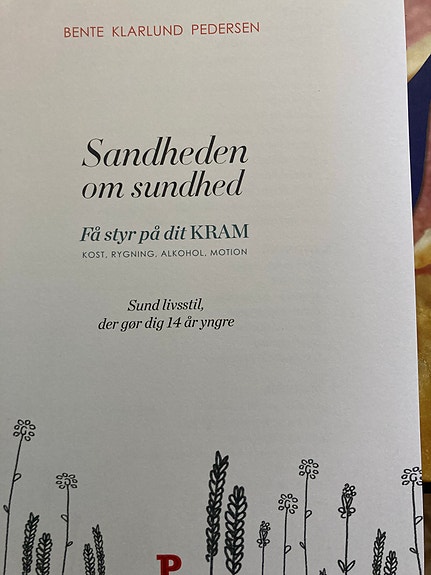 BENTE KLARLUND PEDERSEN
Sandheden
om sundhed
Få styr på dit KRAM
KOST, RYGNING, ALKOHOL, MOTION
Sund livsstil,
der gør dig 14 år yngre
P